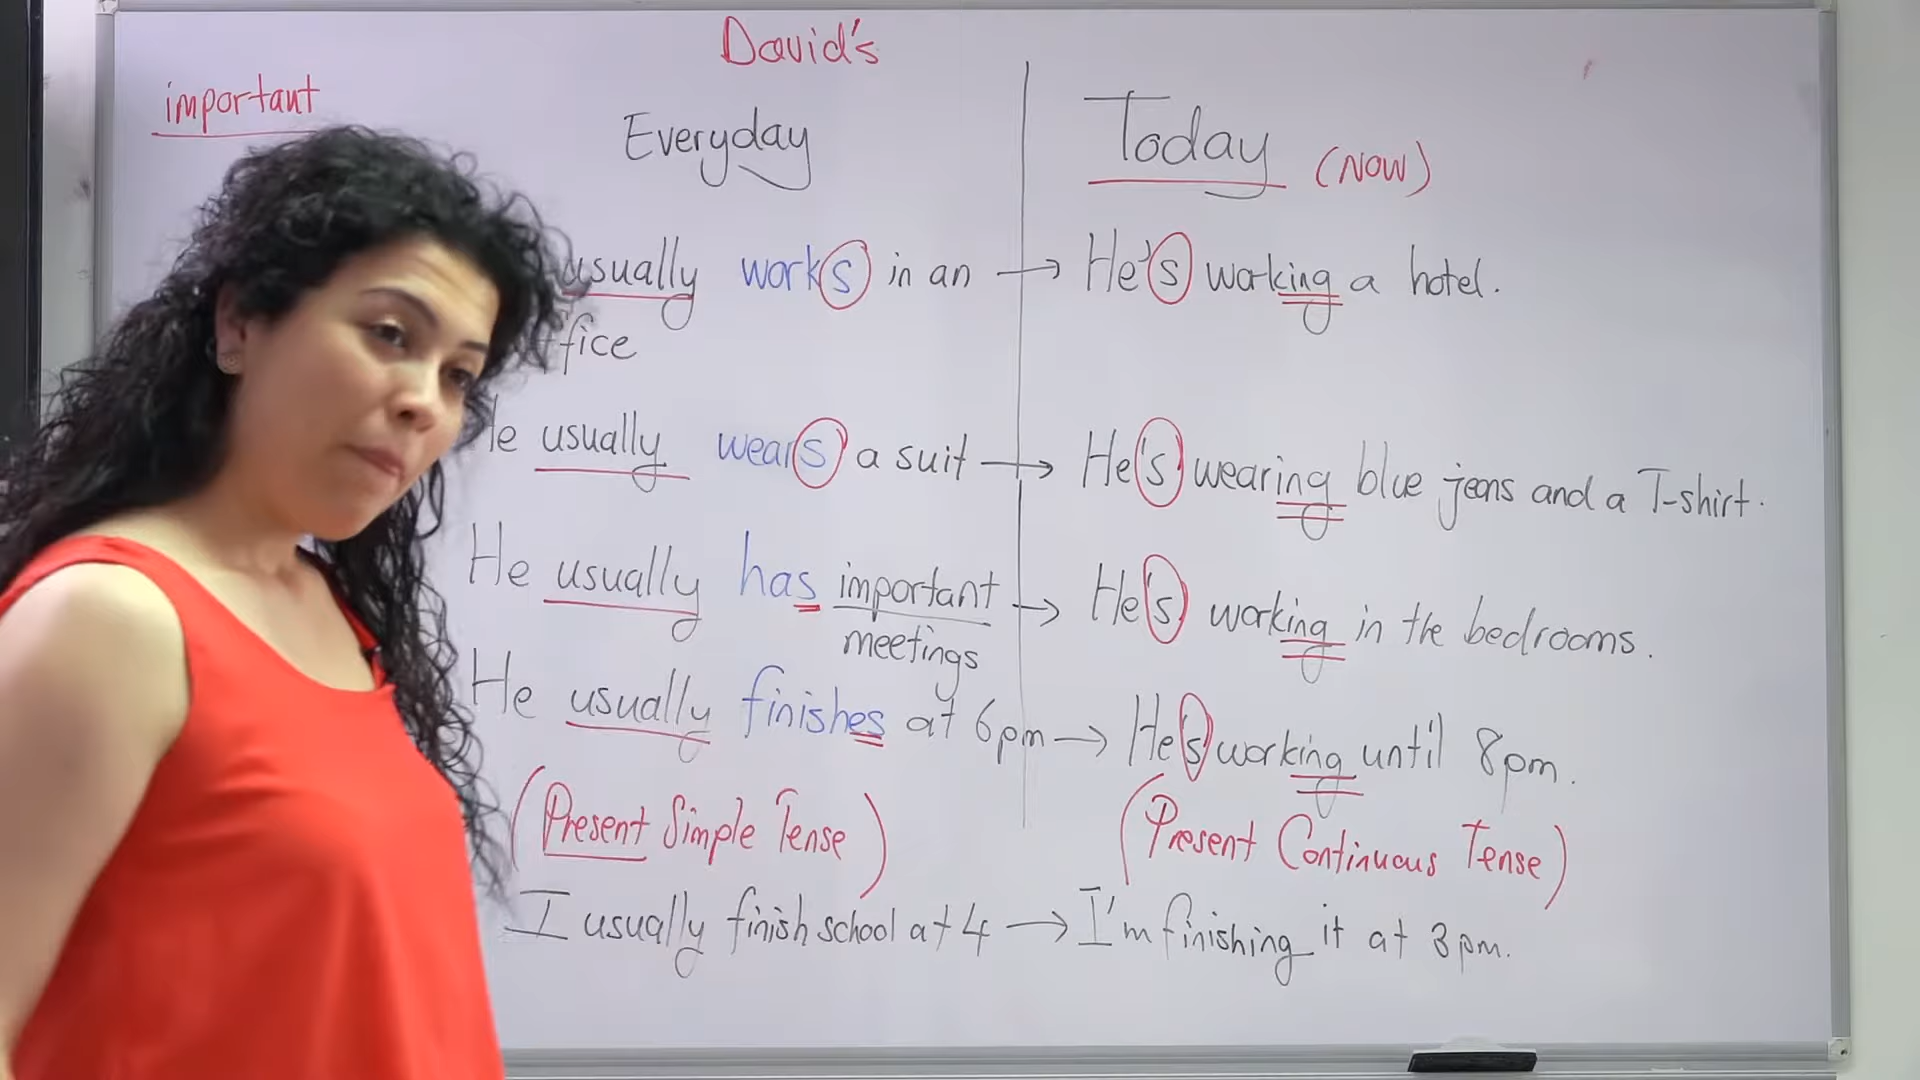 David's
important
Everyday
Today (NOW)
usually works in an → He's working a hotel.
fice
He usually wears a suit → He's wearing blue jeans and a T-shirt.
He usually has important → He's working in the bedrooms.
meetings
He usually finishes at 6pm → He's working until 8pm.
(Present Simple Tense)
(Present Continuous Tense)
I usually finish school at 4 → I'm finishing it at 3pm.